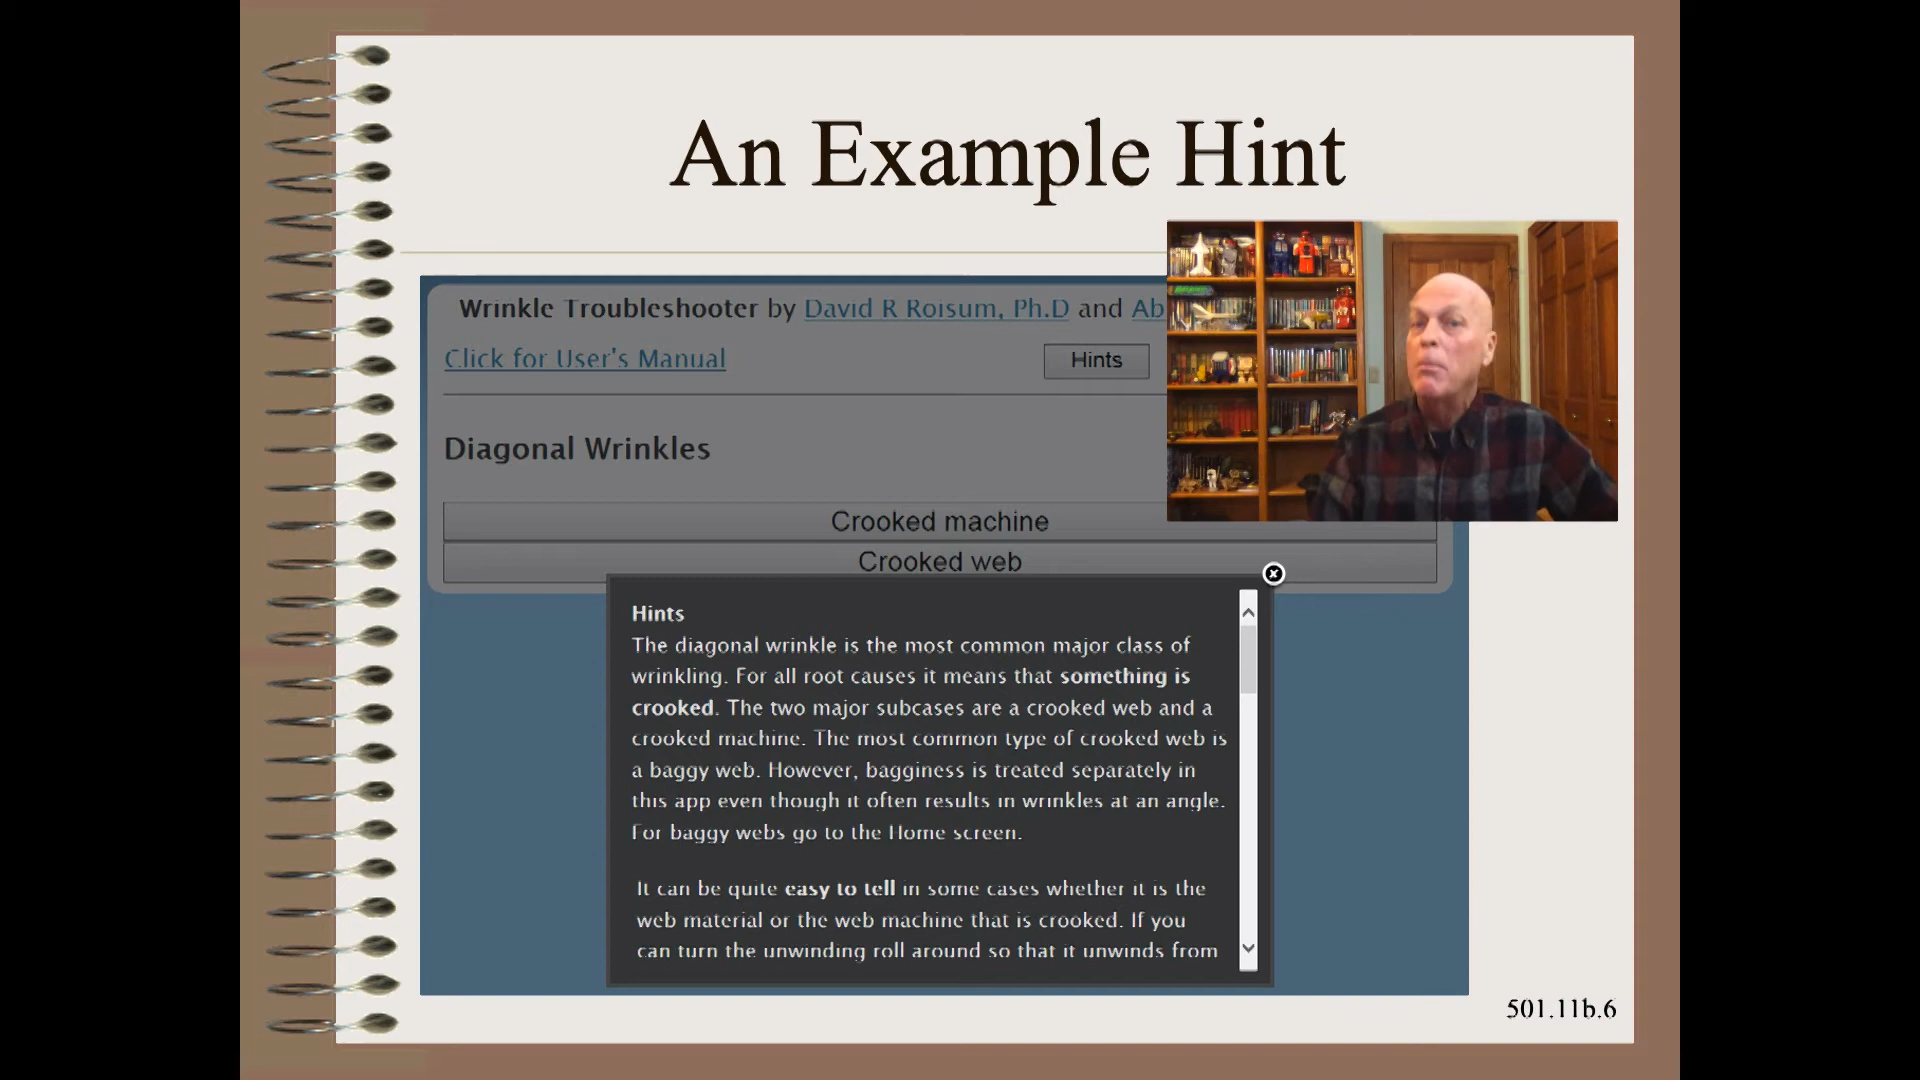 An Example Hint
Wrinkle Troubleshooter by David R Roisum, Ph.D and Ab
Click for User's Manual
Hints
Diagonal Wrinkles
Crooked machine
Crooked web
Hints
The diagonal wrinkle is the most common major class of
wrinkling. For all root causes it means that something is
crooked. The two major subcases are a crooked web and a
crooked machine. The most common type of crooked web is
a baggy web. However, bagginess is treated separately in
this app even though it often results in wrinkles at an angle.
For baggy webs go to the Home screen.
It can be quite easy to tell in some cases whether it is the
web material or the web machine that is crooked. If you
can turn the unwinding roll around so that it unwinds from
501.11b.6